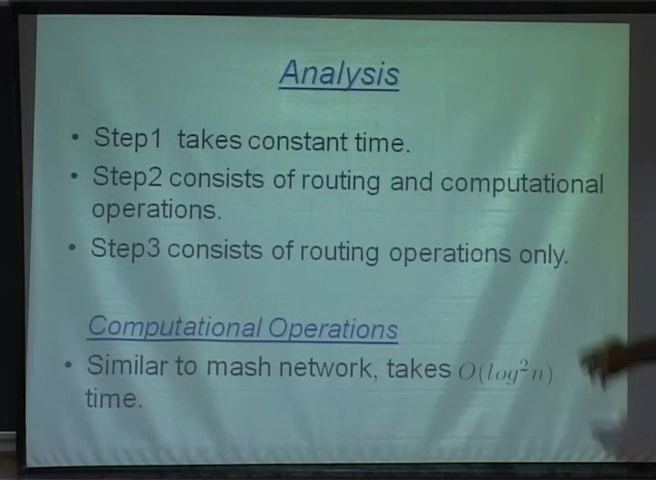 Analysis
• Step1 takes constant time.
• Step2 consists of routing and computational
operations.
• Step3 consists of routing operations only.
Computational Operations
• Similar to mash network, takes O(log²n)
time.